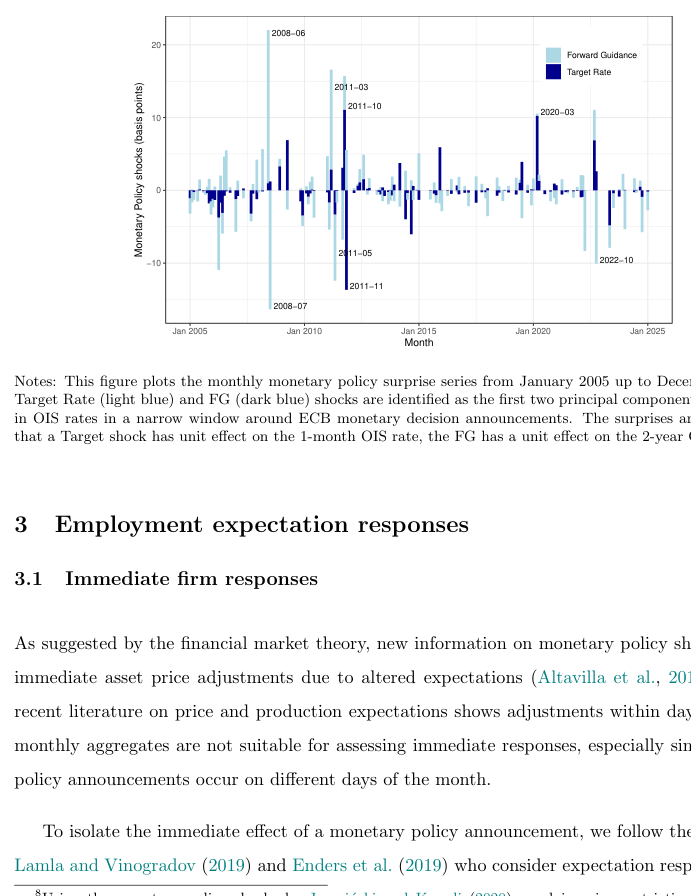 2008−06
20
Forward Guidance
Target Rate
2011−03
2011−10
2020−03
10
Monetary Policy shocks (basis points)
0
2011−05
2022−10
−10
2011−11
2008−07
Jan 2005
Jan 2010
Jan 2015
Jan 2020
Jan 2025
Month
Notes: This figure plots the monthly monetary policy surprise series from January 2005 up to
Target Rate (light blue) and FG (dark blue) shocks are identified as the first two principal
in OIS rates in a narrow window around ECB monetary decision announcements. The surprises
that a Target shock has unit effect on the 1-month OIS rate, the FG has a unit effect on the 2-year
3 Employment expectation responses
3.1 Immediate firm responses
As suggested by the financial market theory, new information on monetary policy
immediate asset price adjustments due to altered expectations (Altavilla et al.,
recent literature on price and production expectations shows adjustments within
monthly aggregates are not suitable for assessing immediate responses, especially
policy announcements occur on different days of the month.
To isolate the immediate effect of a monetary policy announcement, we follow
Lamla and Vinogradov (2019) and Enders et al. (2019) who consider expectation